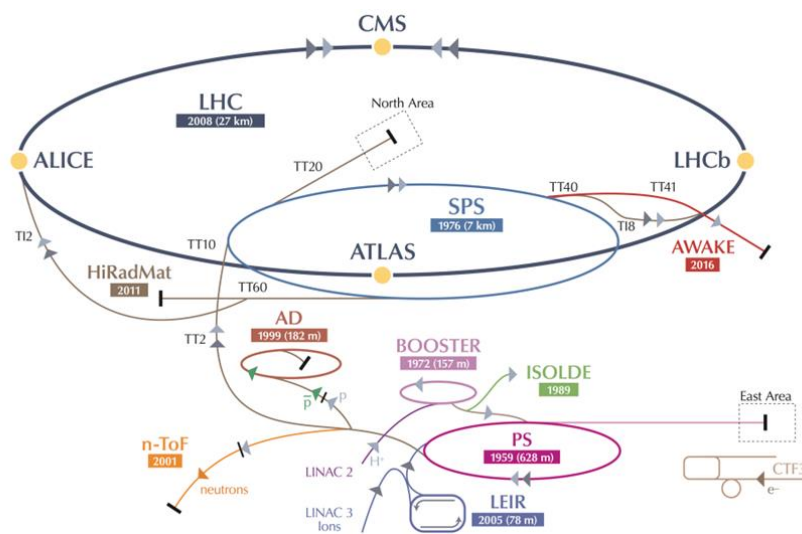 CMS
LHC
2008 (27 km)
North Area
ALICE
LHCb
TT20
TT40
TT41
SPS
1976 (7 km)
TI8
TI2
TT10
ATLAS
AWAKE
2016
HiRadMat
2011
TT60
AD
1999 (182 m)
TT2
BOOSTER
1972 (157 m)
ISOLDE
1989
p̅
p
East Area
n-ToF
2001
PS
1959 (628 m)
H⁺
neutrons
LINAC 2
CTF3
e⁻
LEIR
2005 (78 m)
LINAC 3
Ions